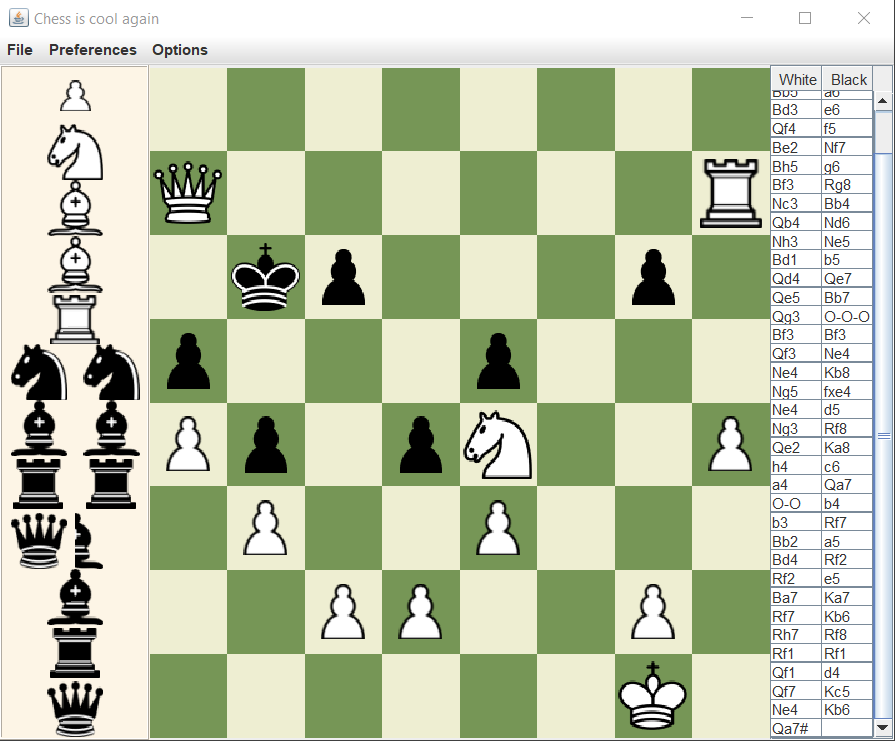 Chess is cool again
File Preferences Options
White Black
Bb5 a6
Bd3 e6
Qf4 f5
Be2 Nf7
Bh5 g6
Bf3 Rg8
Nc3 Bb4
Qb4 Nd6
Nh3 Ne5
Bd1 b5
Qd4 Qe7
Qe5 Bb7
Qg3 O-O-O
Bf3 Bf3
Qf3 Ne4
Ne4 Kb8
Ng5 fxe4
Ne4 d5
Ng3 Rf8
Qe2 Ka8
h4 c6
a4 Qa7
O-O b4
b3 Rf7
Bb2 a5
Bd4 Rf2
Rf2 e5
Ba7 Ka7
Rf7 Kb6
Rh7 Rf8
Rf1 Rf1
Qf1 d4
Qf7 Kc5
Ne4 Kb6
Qa7#